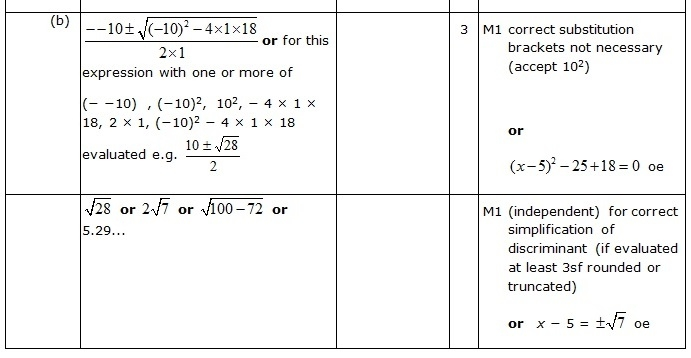 (b)
--10± √((-10)² - 4×1×18)
2×1
or for this
expression with one or more of
(- -10) , (-10)², 10², - 4 × 1 ×
18, 2 × 1, (-10)² - 4 × 1 × 18
evaluated e.g. (10 ± √28)/2
3
M1 correct substitution
brackets not necessary
(accept 10²)
or
(x-5)² - 25+18 = 0 oe
√28 or 2√7 or √(100-72) or
5.29...
M1 (independent) for correct
simplification of
discriminant (if evaluated
at least 3sf rounded or
truncated)
or x - 5 = ±√7 oe